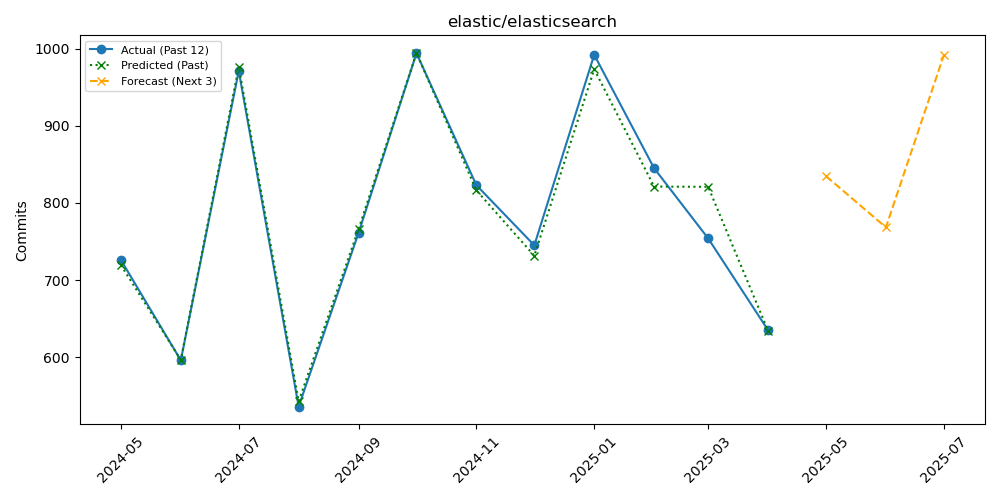 elastic/elasticsearch
Actual (Past 12)
Predicted (Past)
Forecast (Next 3)
Commits
1000
900
800
700
600
2024-05
2024-07
2024-09
2024-11
2025-01
2025-03
2025-05
2025-07